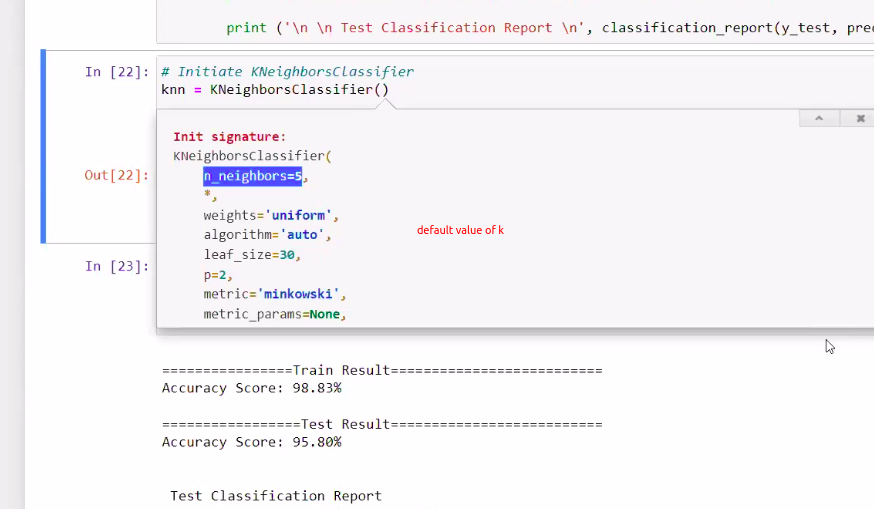 print ('\n \n Test Classification Report \n', classification_report(y_test,
In [22]: # Initiate KNeighborsClassifier
knn = KNeighborsClassifier()
Init signature:
KNeighborsClassifier(
Out[22]: n_neighbors=5,
*,
weights='uniform',
default value of k
algorithm='auto',
leaf_size=30,
In [23]:
p=2,
metric='minkowski',
metric_params=None,
================Train Result==========================
Accuracy Score: 98.83%
=================Test Result==========================
Accuracy Score: 95.80%
Test Classification Report